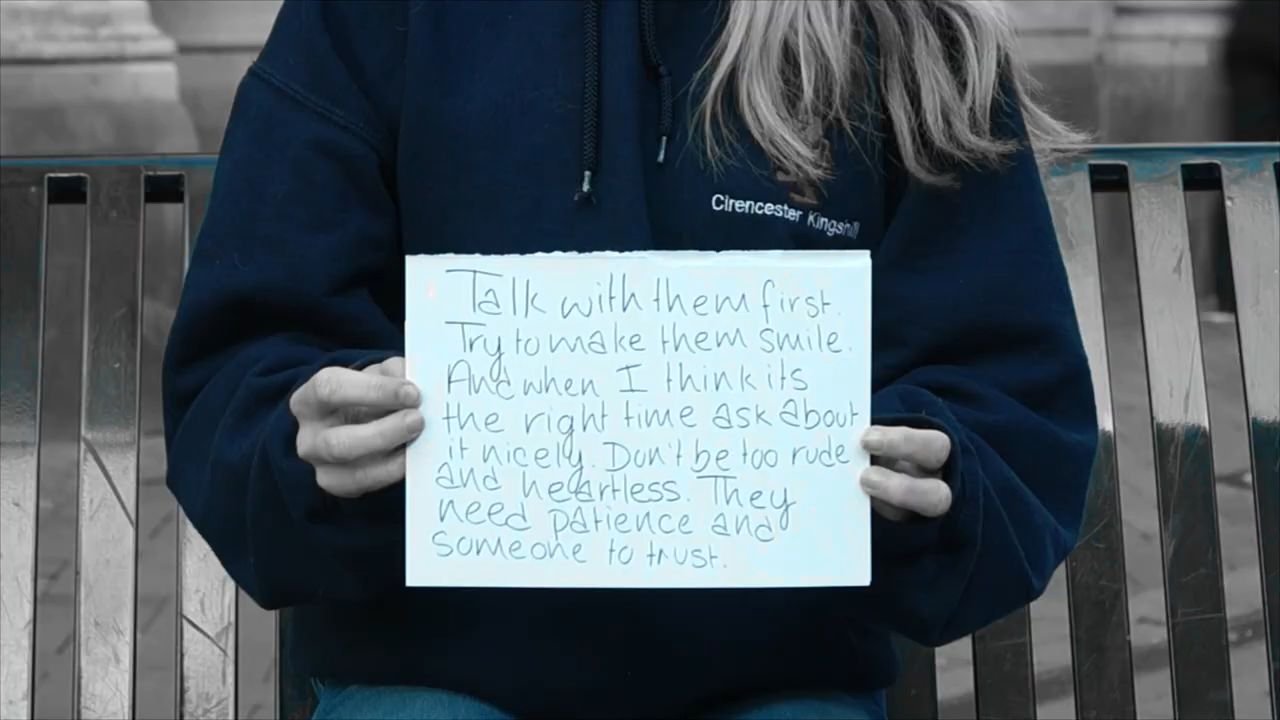 Cirencester Kingshill
Talk with them first.
Try to make them smile.
And when I think its
the right time ask about
it nicely. Don't be too rude
and heartless. They
need patience and
someone to trust.